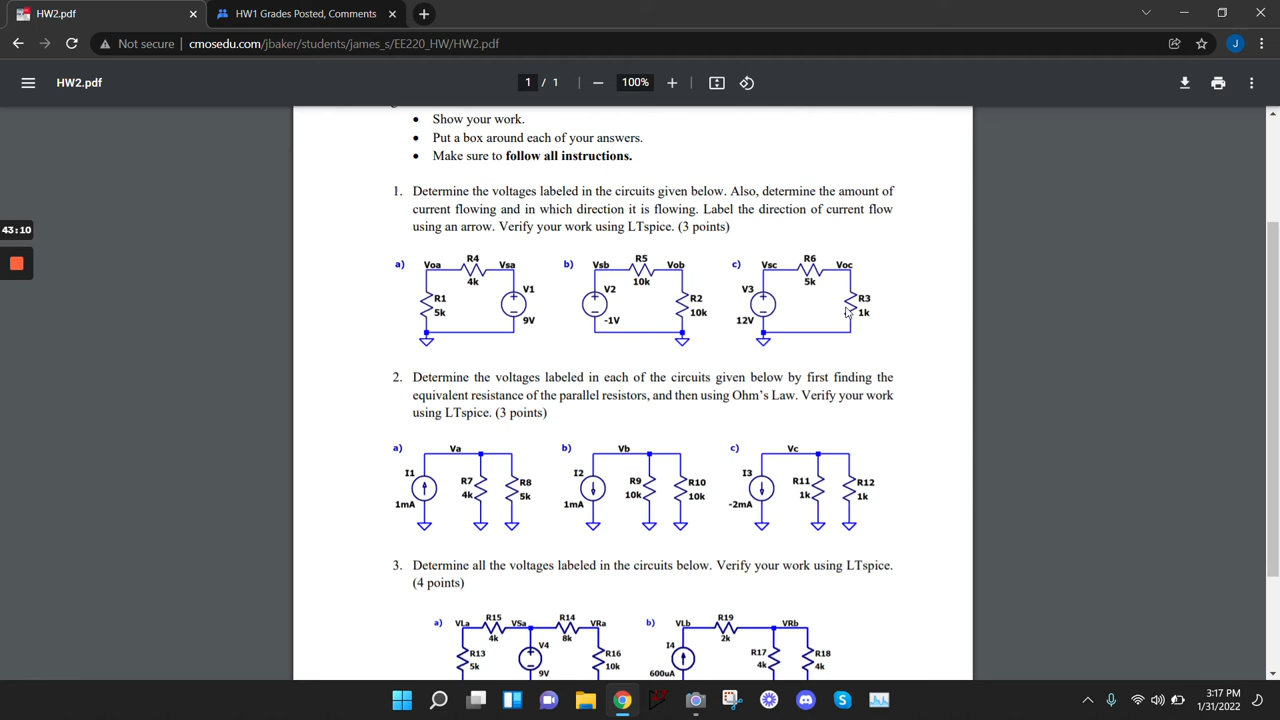 HW2.pdf
HW1 Grades Posted, Comments
Not secure
cmosedu.com/jbaker/students/james_s/EE220_HW/HW2.pdf
J
HW2.pdf
1 / 1
100%
Show your work.
Put a box around each of your answers.
Make sure to follow all instructions.
1. Determine the voltages labeled in the circuits given below. Also, determine the amount of
current flowing and in which direction it is flowing. Label the direction of current flow
using an arrow. Verify your work using LTspice. (3 points)
43:10
a) Voa R4 Vsa b) Vsb R5 Vob c) Vsc R6 Voc
4k 10k 5k
R1 V1 V2 R2 V3 R3
5k 9V -1V 10k 12V 1k
2. Determine the voltages labeled in each of the circuits given below by first finding the
equivalent resistance of the parallel resistors, and then using Ohm's Law. Verify your work
using LTspice. (3 points)
a) Va b) Vb c) Vc
I1 R7 R8 I2 R9 R10 I3 R11 R12
1mA 4k 5k 1mA 10k 10k -2mA 1k 1k
3. Determine all the voltages labeled in the circuits below. Verify your work using LTspice.
(4 points)
a) VLa R15 VSa R14 VRa b) VLb R19 VRb
4k 8k 2k
R13 V4 R16 I4 R17 R18
5k 9V 10k 600uA 4k 4k
3:17 PM
1/31/2022